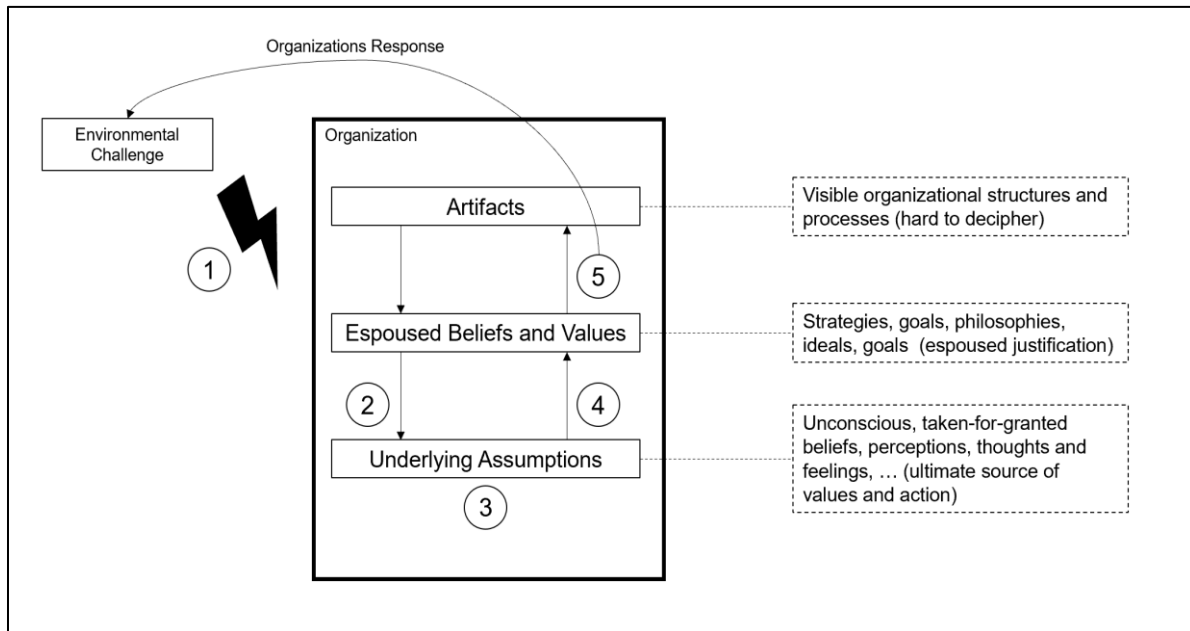 Organizations Response
Environmental
Challenge
Organization
Artifacts
Visible organizational structures and
processes (hard to decipher)
1
5
Espoused Beliefs and Values
Strategies, goals, philosophies,
ideals, goals (espoused justification)
2
4
Underlying Assumptions
Unconscious, taken-for-granted
beliefs, perceptions, thoughts and
feelings, … (ultimate source of
values and action)
3